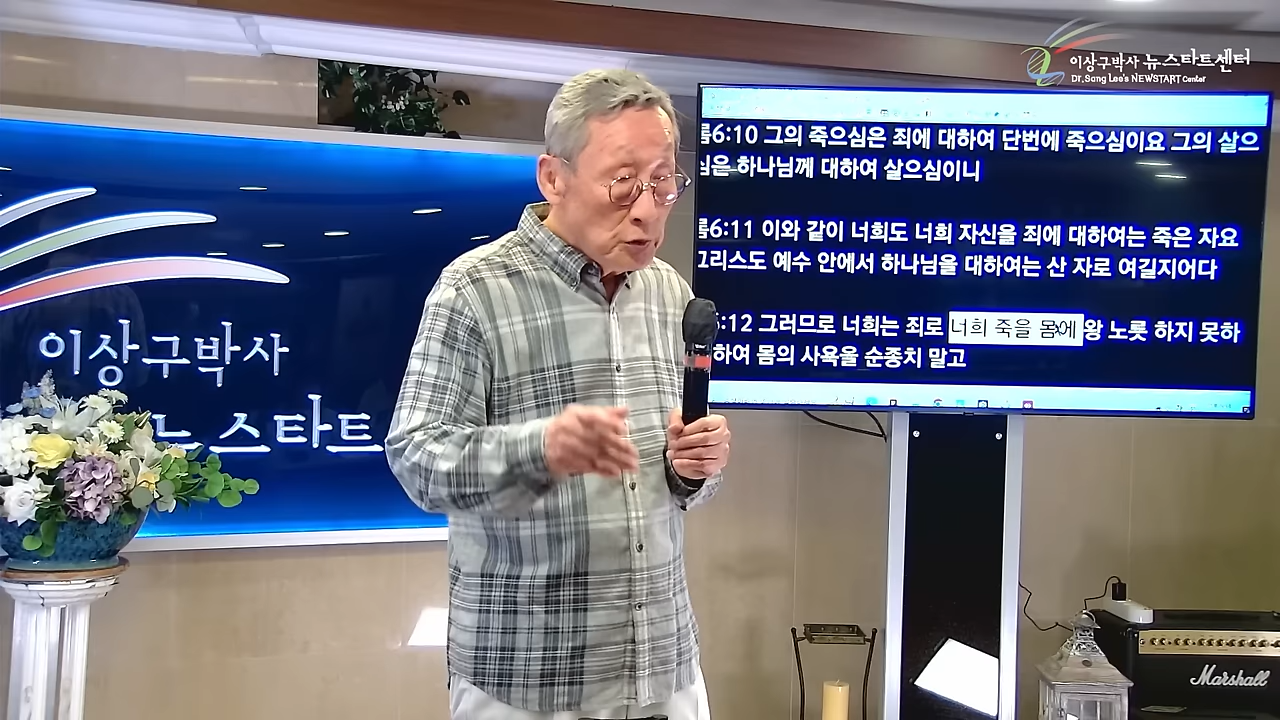 이상구박사 뉴스타트센터
Dr.Sang Lee's NEWSTART Center
롬6:10 그의 죽으심은 죄에 대하여 단번에 죽으심이요 그의 살으
심은 하나님께 대하여 살으심이니
롬6:11 이와 같이 너희도 너희 자신을 죄에 대하여는 죽은 자요
그리스도 예수 안에서 하나님을 대하여는 산 자로 여길지어다
6:12 그러므로 너희는 죄로 너희 죽을 몸에 왕 노릇 하지 못하
하여 몸의 사욕을 순종치 말고
이상구박사
뉴스타트
Marshall